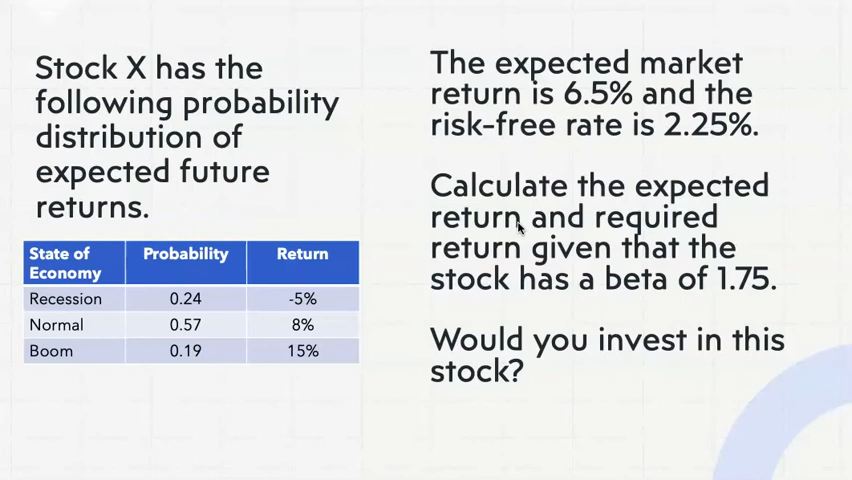 Stock X has the
following probability
distribution of
expected future
returns.
State of Economy Probability Return
Recession 0.24 -5%
Normal 0.57 8%
Boom 0.19 15%
The expected market
return is 6.5% and the
risk-free rate is 2.25%.
Calculate the expected
return and required
return given that the
stock has a beta of 1.75.
Would you invest in this
stock?